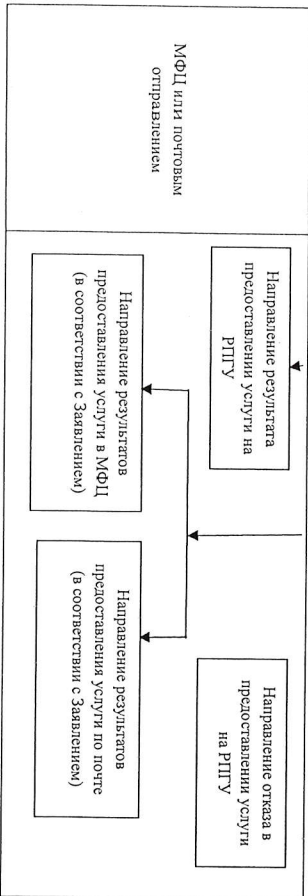 МФЦ или почтовым
отправлением
Направление результата
предоставлении услуги на
РПГУ
Направление отказа в
предоставлении услуги
на РПГУ
Направление результатов
предоставления услуги в МФЦ
(в соответствии с Заявлением)
Направление результатов
предоставления услуги по почте
(в соответствии с Заявлением)